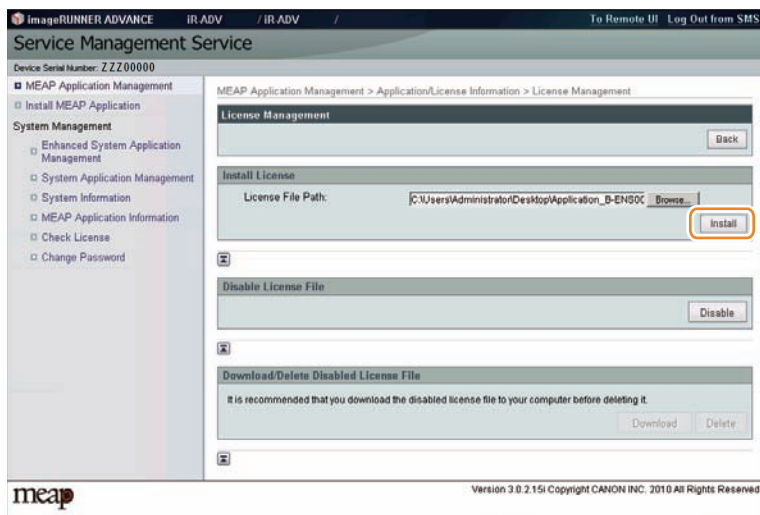 imageRUNNER ADVANCE iR-ADV / iR-ADV / To Remote UI Log Out from SMS
Service Management Service
Device Serial Number: ZZZ00000
MEAP Application Management
Install MEAP Application
System Management
Enhanced System Application
Management
System Application Management
System Information
MEAP Application Information
Check License
Change Password
MEAP Application Management > Application/License Information > License Management
License Management
Back
Install License
License File Path: C:\Users\Administrator\Desktop\Application_B-ENS00 Browse...
Install
Disable License File
Disable
Download/Delete Disabled License File
It is recommended that you download the disabled license file to your computer before deleting it.
Download Delete
meap Version 3.0.2.15i Copyright CANON INC. 2010 All Rights Reserved